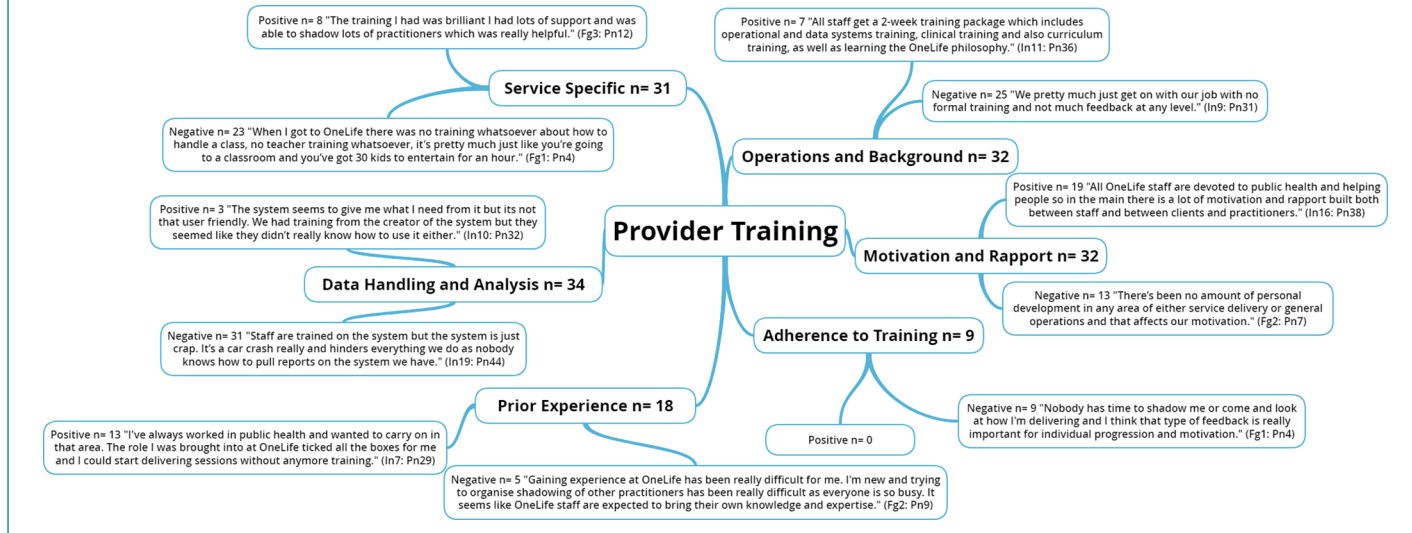 Positive n= 8 "The training I had was brilliant I had lots of support and was
able to shadow lots of practitioners which was really helpful." (Fg3: Pn12)
Service Specific n= 31
Negative n= 23 "When I got to OneLife there was no training whatsoever about how to
handle a class, no teacher training whatsoever, it's pretty much just like you're going
to a classroom and you've got 30 kids to entertain for an hour." (Fg1: Pn4)
Positive n= 7 "All staff get a 2-week training package which includes
operational and data systems training, clinical training and also curriculum
training, as well as learning the OneLife philosophy." (In11: Pn36)
Negative n= 25 "We pretty much just get on with our job with no
formal training and not much feedback at any level." (In9: Pn31)
Operations and Background n= 32
Positive n= 19 "All OneLife staff are devoted to public health and helping
people so in the main there is a lot of motivation and rapport built both
between staff and between clients and practitioners." (In16: Pn38)
Provider Training
Motivation and Rapport n= 32
Negative n= 13 "There's been no amount of personal
development in any area of either service delivery or general
operations and that affects our motivation." (Fg2: Pn7)
Positive n= 3 "The system seems to give me what I need from it but its not
that user friendly. We had training from the creator of the system but they
seemed like they didn't really know how to use it either." (In10: Pn32)
Data Handling and Analysis n= 34
Negative n= 31 "Staff are trained on the system but the system is just
crap. It's a car crash really and hinders everything we do as nobody
knows how to pull reports on the system we have." (In19: Pn44)
Adherence to Training n= 9
Positive n= 0
Negative n= 9 "Nobody has time to shadow me or come and look
at how I'm delivering and I think that type of feedback is really
important for individual progression and motivation." (Fg1: Pn4)
Prior Experience n= 18
Positive n= 13 "I've always worked in public health and wanted to carry on in
that area. The role I was brought into at OneLife ticked all the boxes for me
and I could start delivering sessions without anymore training." (In7: Pn29)
Negative n= 5 "Gaining experience at OneLife has been really difficult for me. I'm new and trying
to organise shadowing of other practitioners has been really difficult as everyone is so busy. It
seems like OneLife staff are expected to bring their own knowledge and expertise." (Fg2: Pn9)